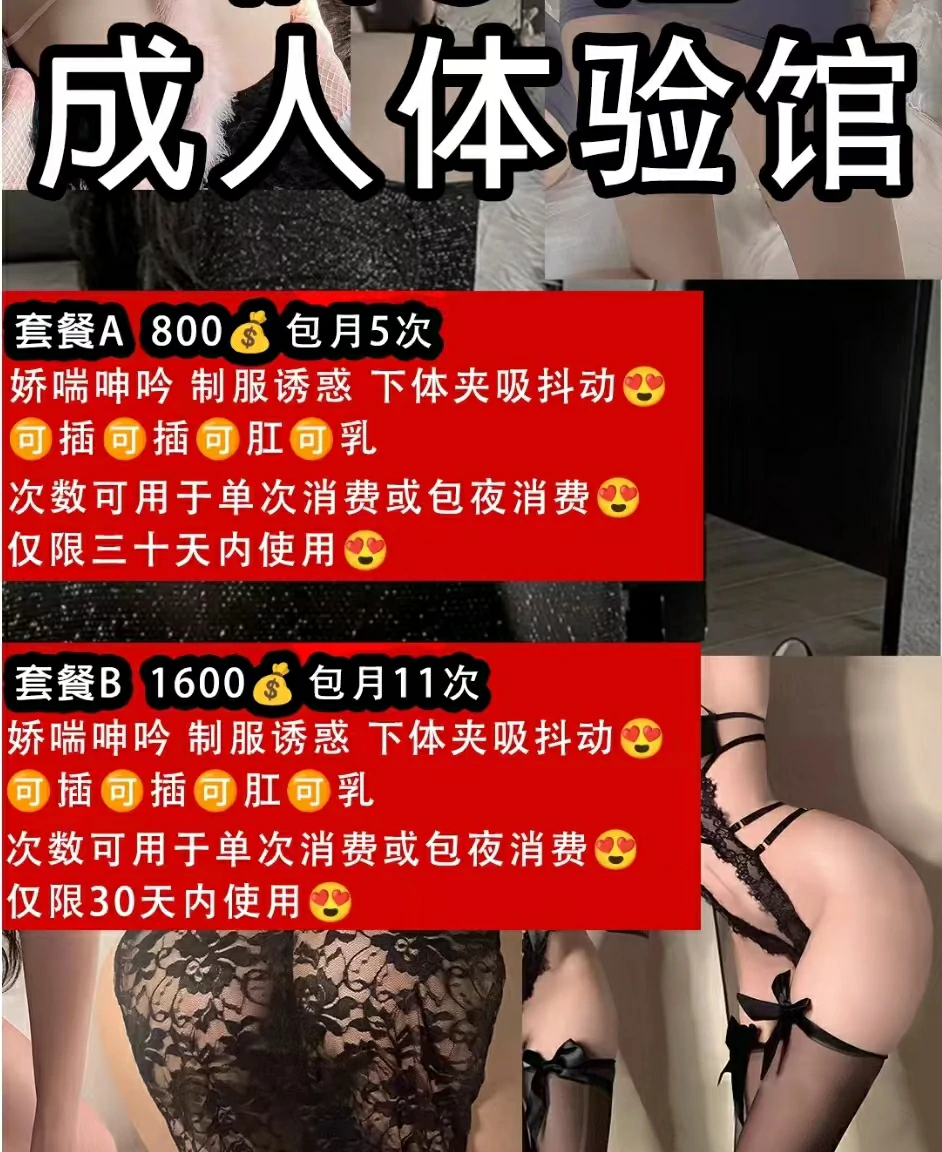 成人体验馆
套餐A 800💰包月5次
娇喘呻吟 制服诱惑 下体夹吸抖动😍
🉑插🉑插🉑肛🉑乳
次数可用于单次消费或包夜消费😍
仅限三十天内使用😍
套餐B 1600💰包月11次
娇喘呻吟 制服诱惑 下体夹吸抖动😍
🉑插🉑插🉑肛🉑乳
次数可用于单次消费或包夜消费😍
仅限30天内使用😍